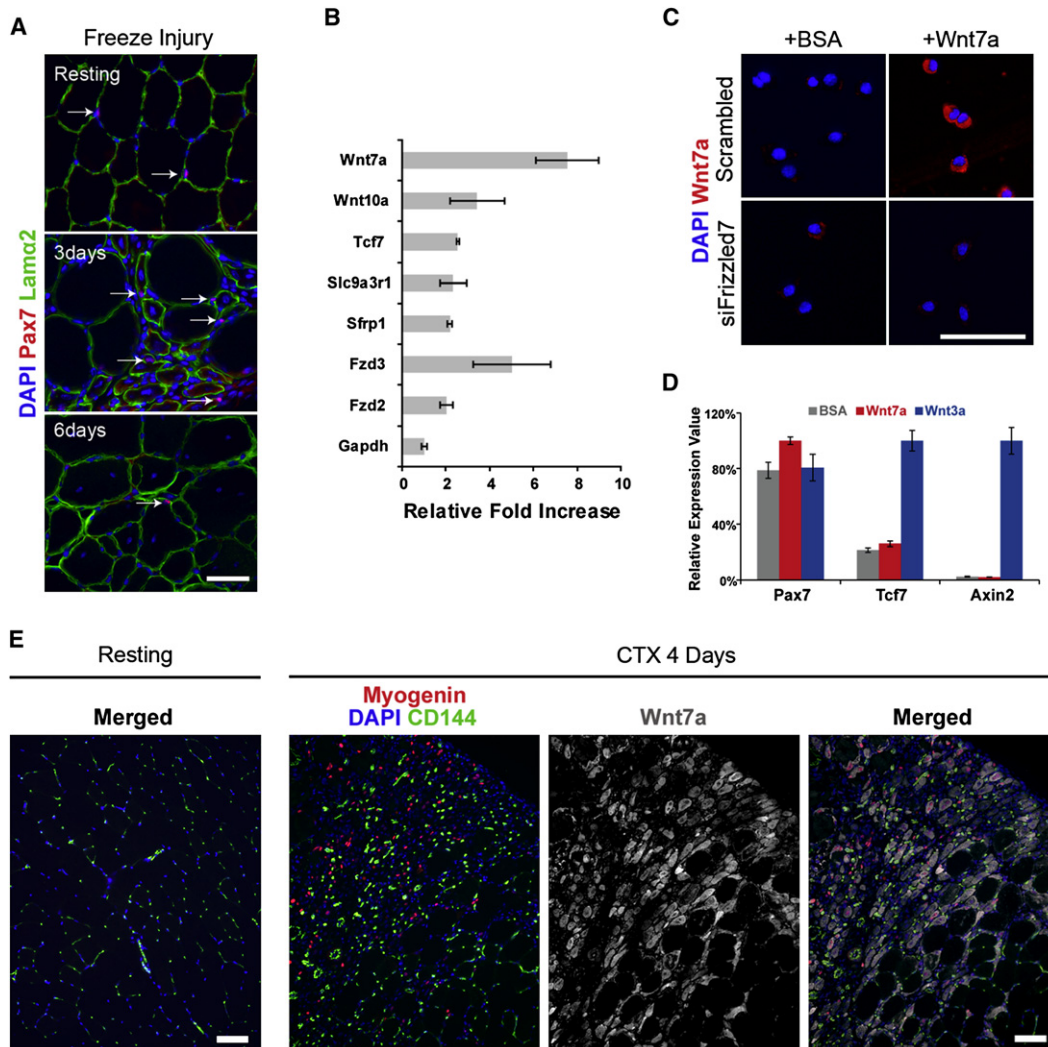 A
Freeze Injury
DAPI Pax7 Lamα2
Resting
3days
6days
B
Wnt7a
Wnt10a
Tcf7
Slc9a3r1
Sfrp1
Fzd3
Fzd2
Gapdh
0 2 4 6 8 10
Relative Fold Increase
C
+BSA +Wnt7a
DAPI Wnt7a
Scrambled
siFrizzled7
D
Relative Expression Value
BSA Wnt7a Wnt3a
120%
80%
40%
0%
Pax7 Tcf7 Axin2
E
Resting
CTX 4 Days
Merged
Myogenin
DAPI CD144
Wnt7a
Merged